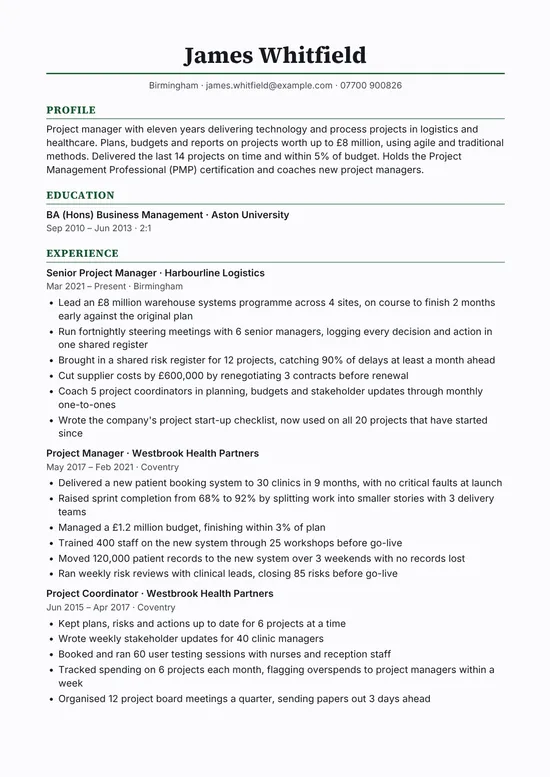 James Whitfield
Birmingham · james.whitfield@example.com · 07700 900826
PROFILE
Project manager with eleven years delivering technology and process projects in logistics and
healthcare. Plans, budgets and reports on projects worth up to £8 million, using agile and traditional
methods. Delivered the last 14 projects on time and within 5% of budget. Holds the Project
Management Professional (PMP) certification and coaches new project managers.
EDUCATION
BA (Hons) Business Management · Aston University
Sep 2010 – Jun 2013 · 2:1
EXPERIENCE
Senior Project Manager · Harbourline Logistics
Mar 2021 – Present · Birmingham
• Lead an £8 million warehouse systems programme across 4 sites, on course to finish 2 months
early against the original plan
• Run fortnightly steering meetings with 6 senior managers, logging every decision and action in
one shared register
• Brought in a shared risk register for 12 projects, catching 90% of delays at least a month ahead
• Cut supplier costs by £600,000 by renegotiating 3 contracts before renewal
• Coach 5 project coordinators in planning, budgets and stakeholder updates through monthly
one-to-ones
• Wrote the company's project start-up checklist, now used on all 20 projects that have started
since
Project Manager · Westbrook Health Partners
May 2017 – Feb 2021 · Coventry
• Delivered a new patient booking system to 30 clinics in 9 months, with no critical faults at launch
• Raised sprint completion from 68% to 92% by splitting work into smaller stories with 3 delivery
teams
• Managed a £1.2 million budget, finishing within 3% of plan
• Trained 400 staff on the new system through 25 workshops before go-live
• Moved 120,000 patient records to the new system over 3 weekends with no records lost
• Ran weekly risk reviews with clinical leads, closing 85 risks before go-live
Project Coordinator · Westbrook Health Partners
Jun 2015 – Apr 2017 · Coventry
• Kept plans, risks and actions up to date for 6 projects at a time
• Wrote weekly stakeholder updates for 40 clinic managers
• Booked and ran 60 user testing sessions with nurses and reception staff
• Tracked spending on 6 projects each month, flagging overspends to project managers within a
week
• Organised 12 project board meetings a quarter, sending papers out 3 days ahead